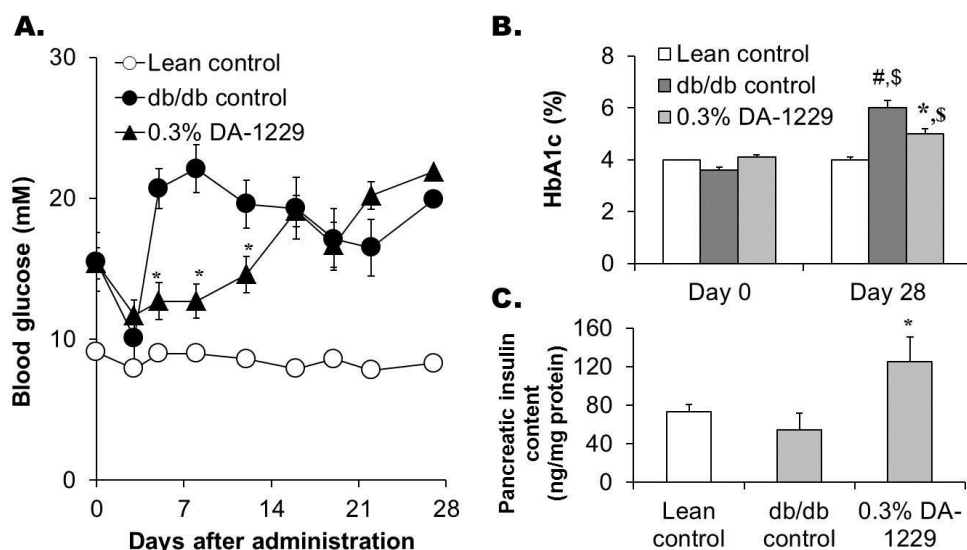 A.
30
20
10
0
Blood glucose (mM)
Lean control
db/db control
0.3% DA-1229
*
*
*
0
7
14
21
28
Days after administration
B.
8
6
4
2
0
HbA1c (%)
Lean control
db/db control
0.3% DA-1229
#,$
*,$
Day 0
Day 28
C.
160
120
80
40
0
Pancreatic insulin
content
(ng/mg protein)
*
Lean
control
db/db
control
0.3% DA-
1229